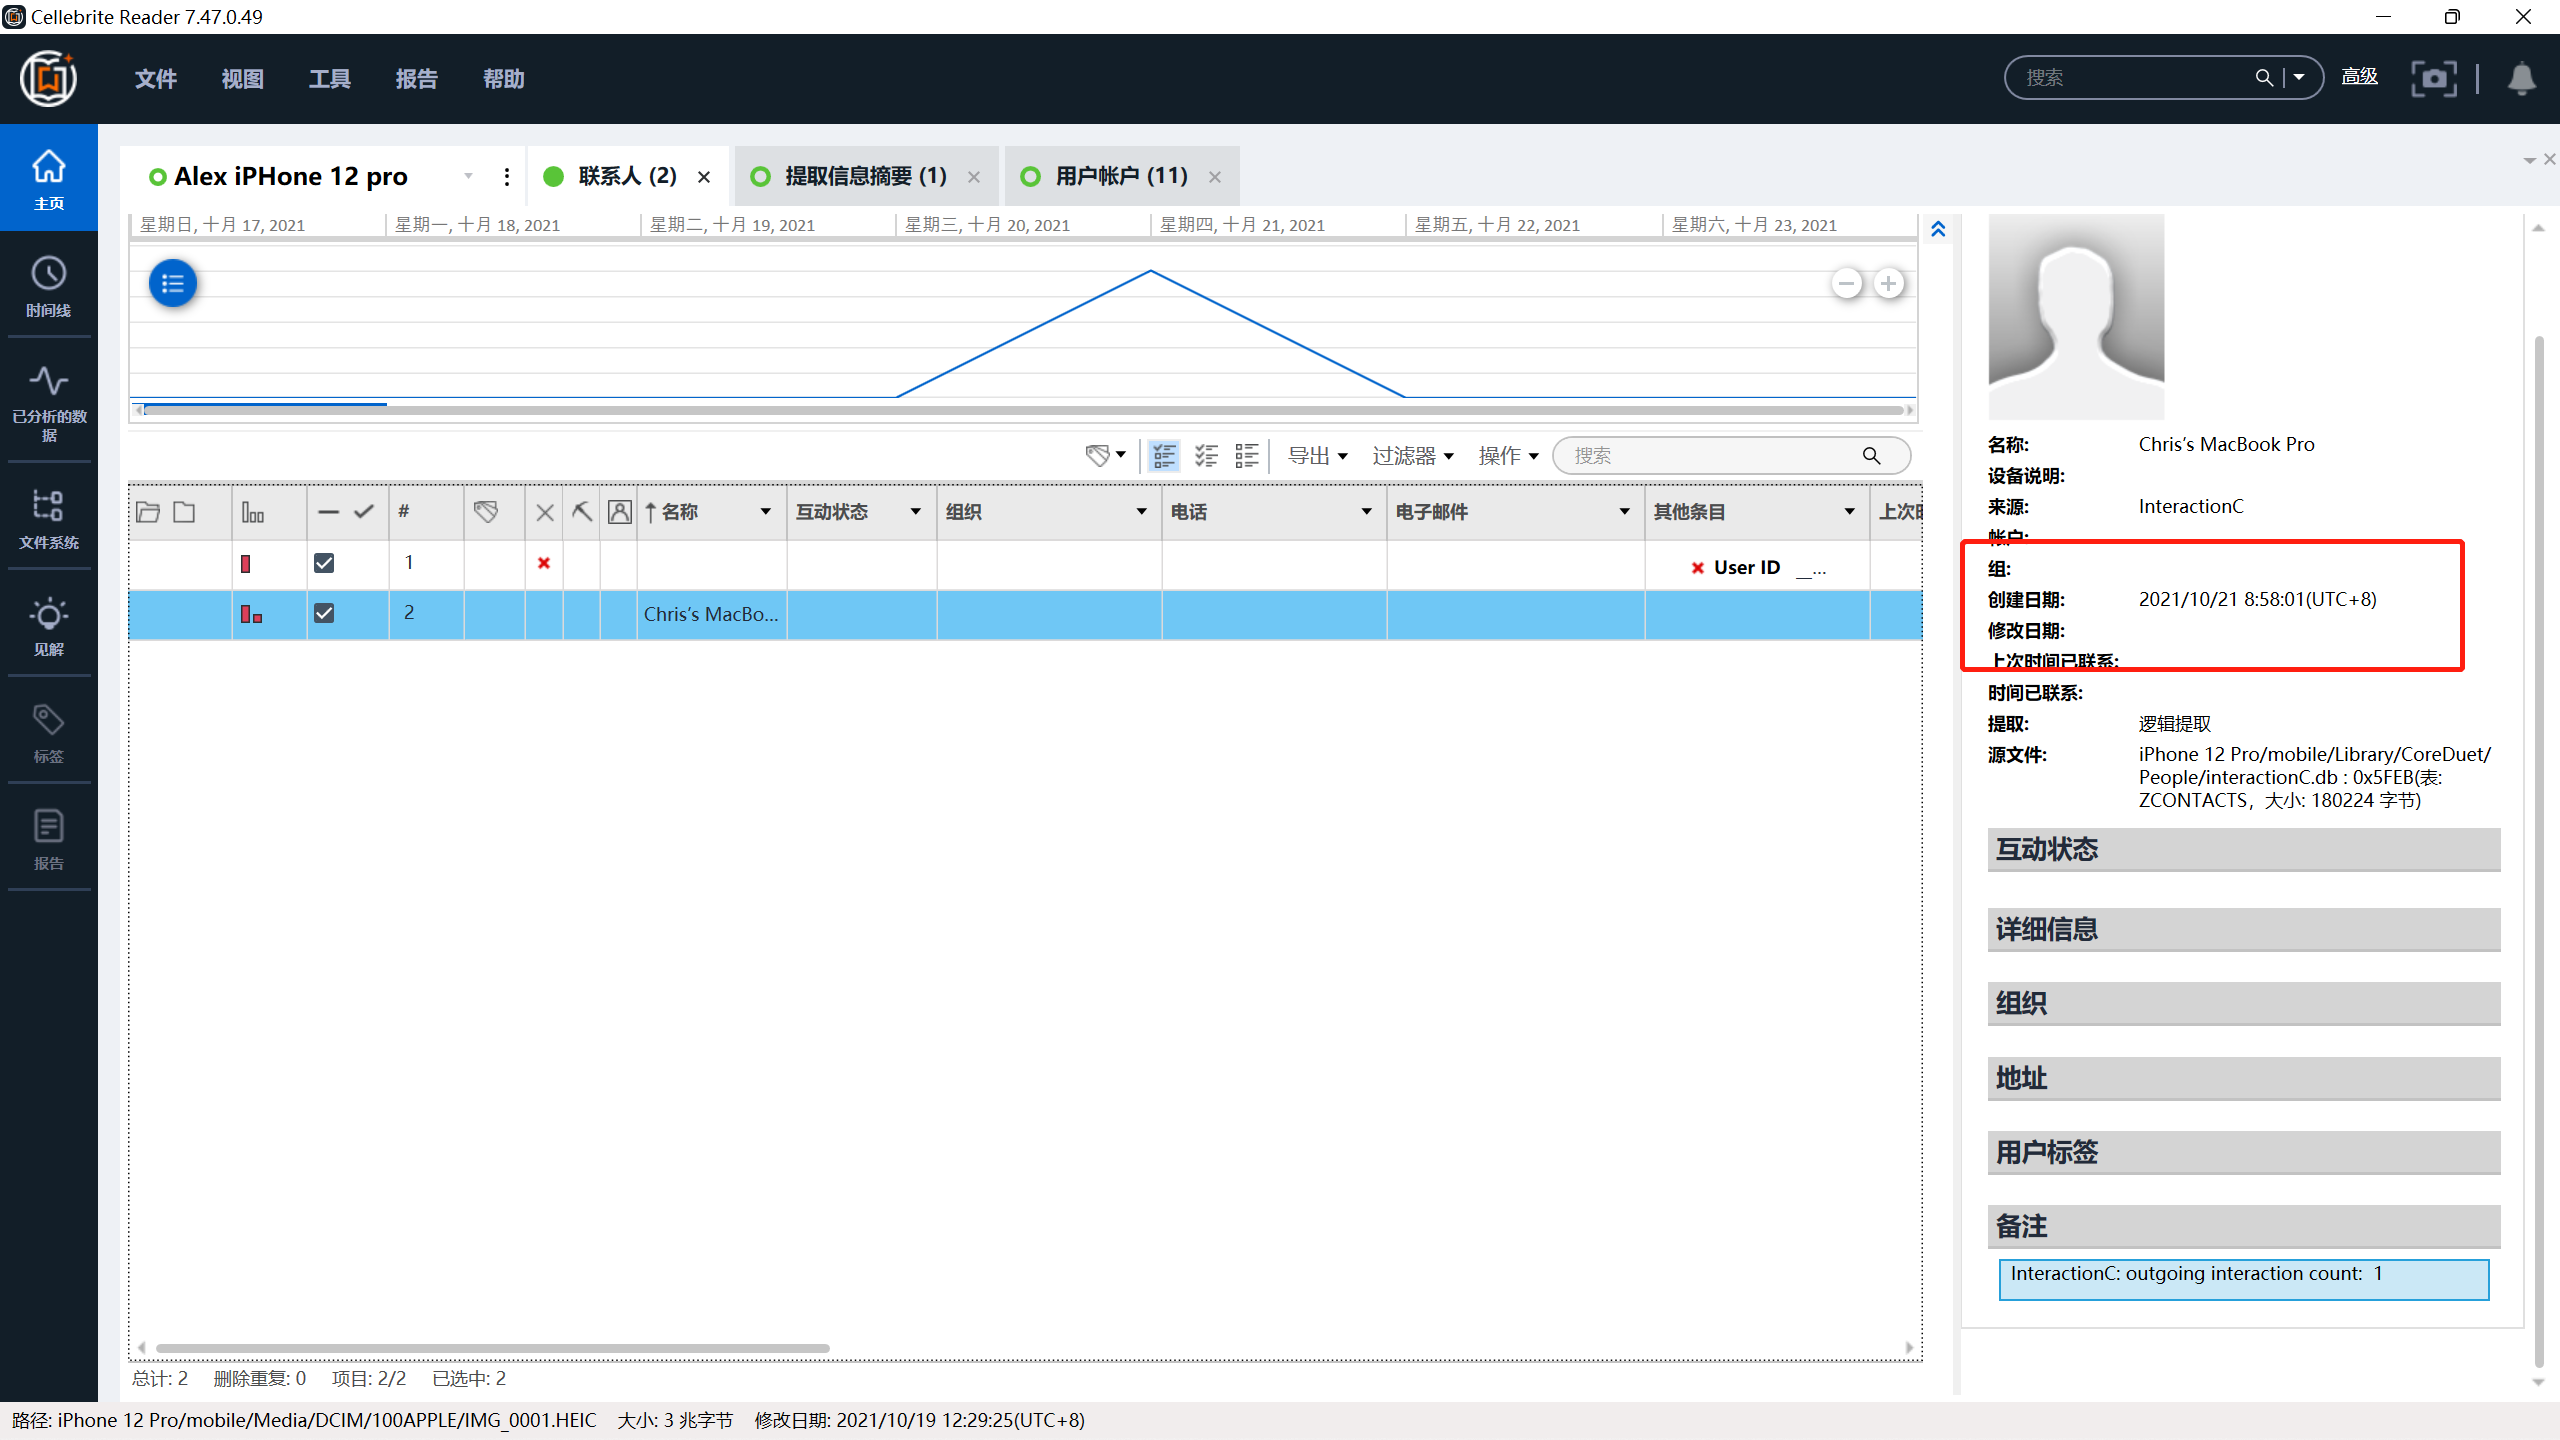 Cellebrite Reader 7.47.0.49
文件 视图 工具 报告 帮助 搜索 高级
主页
时间线
已分析的数
据
文件系统
见解
标签
报告
Alex iPHone 12 pro 联系人 (2) 提取信息摘要 (1) 用户帐户 (11)
星期日, 十月 17, 2021 星期一, 十月 18, 2021 星期二, 十月 19, 2021 星期三, 十月 20, 2021 星期四, 十月 21, 2021 星期五, 十月 22, 2021 星期六, 十月 23, 2021
导出 过滤器 操作 搜索
# 名称 互动状态 组织 电话 电子邮件 其他条目 上次时
1 User ID __...
2 Chris’s MacBo...
总计: 2 删除重复: 0 项目: 2/2 已选中: 2
名称: Chris’s MacBook Pro
设备说明:
来源: InteractionC
帐户:
组:
创建日期: 2021/10/21 8:58:01(UTC+8)
修改日期:
上次时间已联系:
时间已联系:
提取: 逻辑提取
源文件: iPhone 12 Pro/mobile/Library/CoreDuet/
People/interactionC.db : 0x5FEB(表:
ZCONTACTS，大小: 180224 字节)
互动状态
详细信息
组织
地址
用户标签
备注
InteractionC: outgoing interaction count: 1
路径: iPhone 12 Pro/mobile/Media/DCIM/100APPLE/IMG_0001.HEIC 大小: 3 兆字节 修改日期: 2021/10/19 12:29:25(UTC+8)